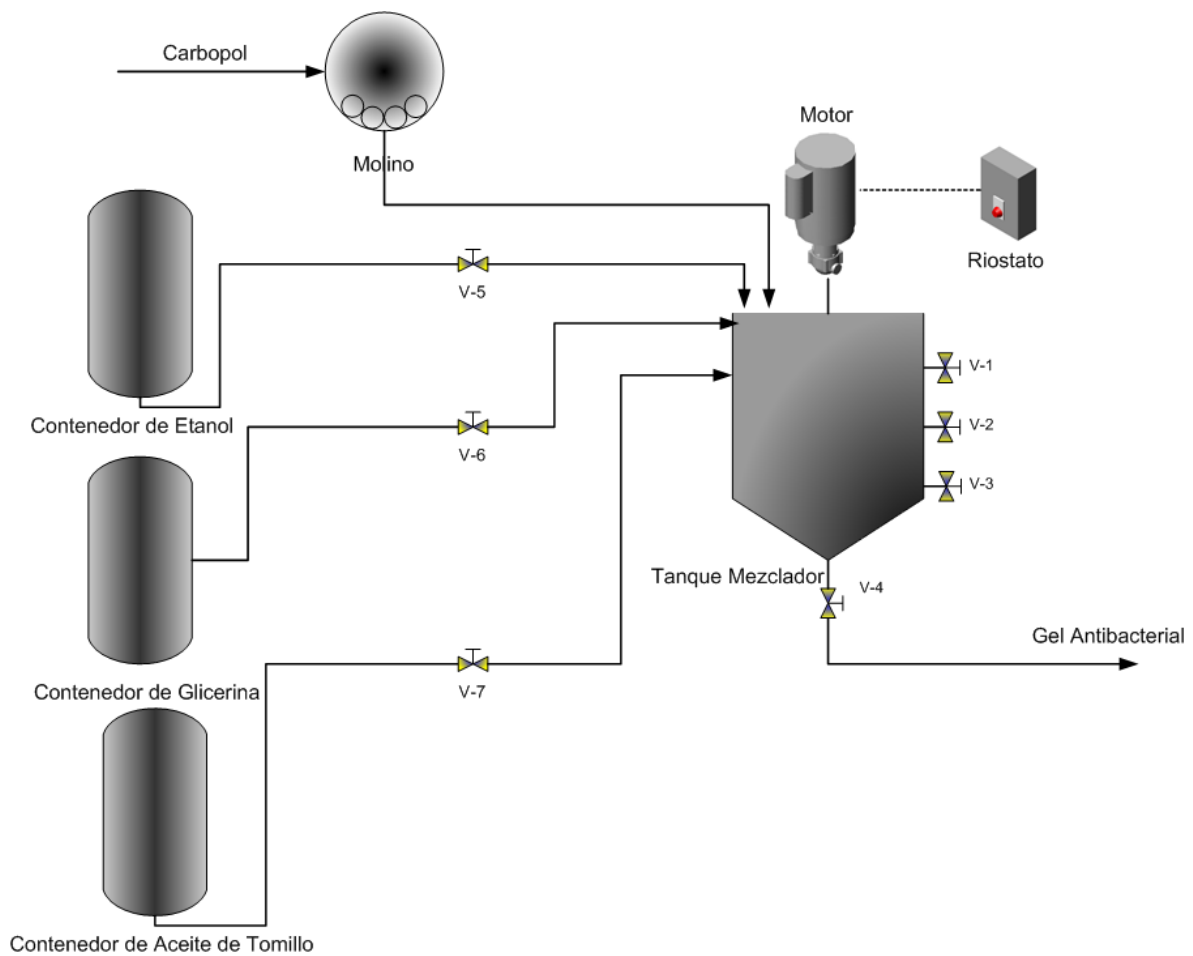 Carbopol
Molino
Motor
Riostato
V-5
Contenedor de Etanol
V-6
V-1
V-2
V-3
Tanque Mezclador
V-4
Gel Antibacterial
Contenedor de Glicerina
V-7
Contenedor de Aceite de Tomillo